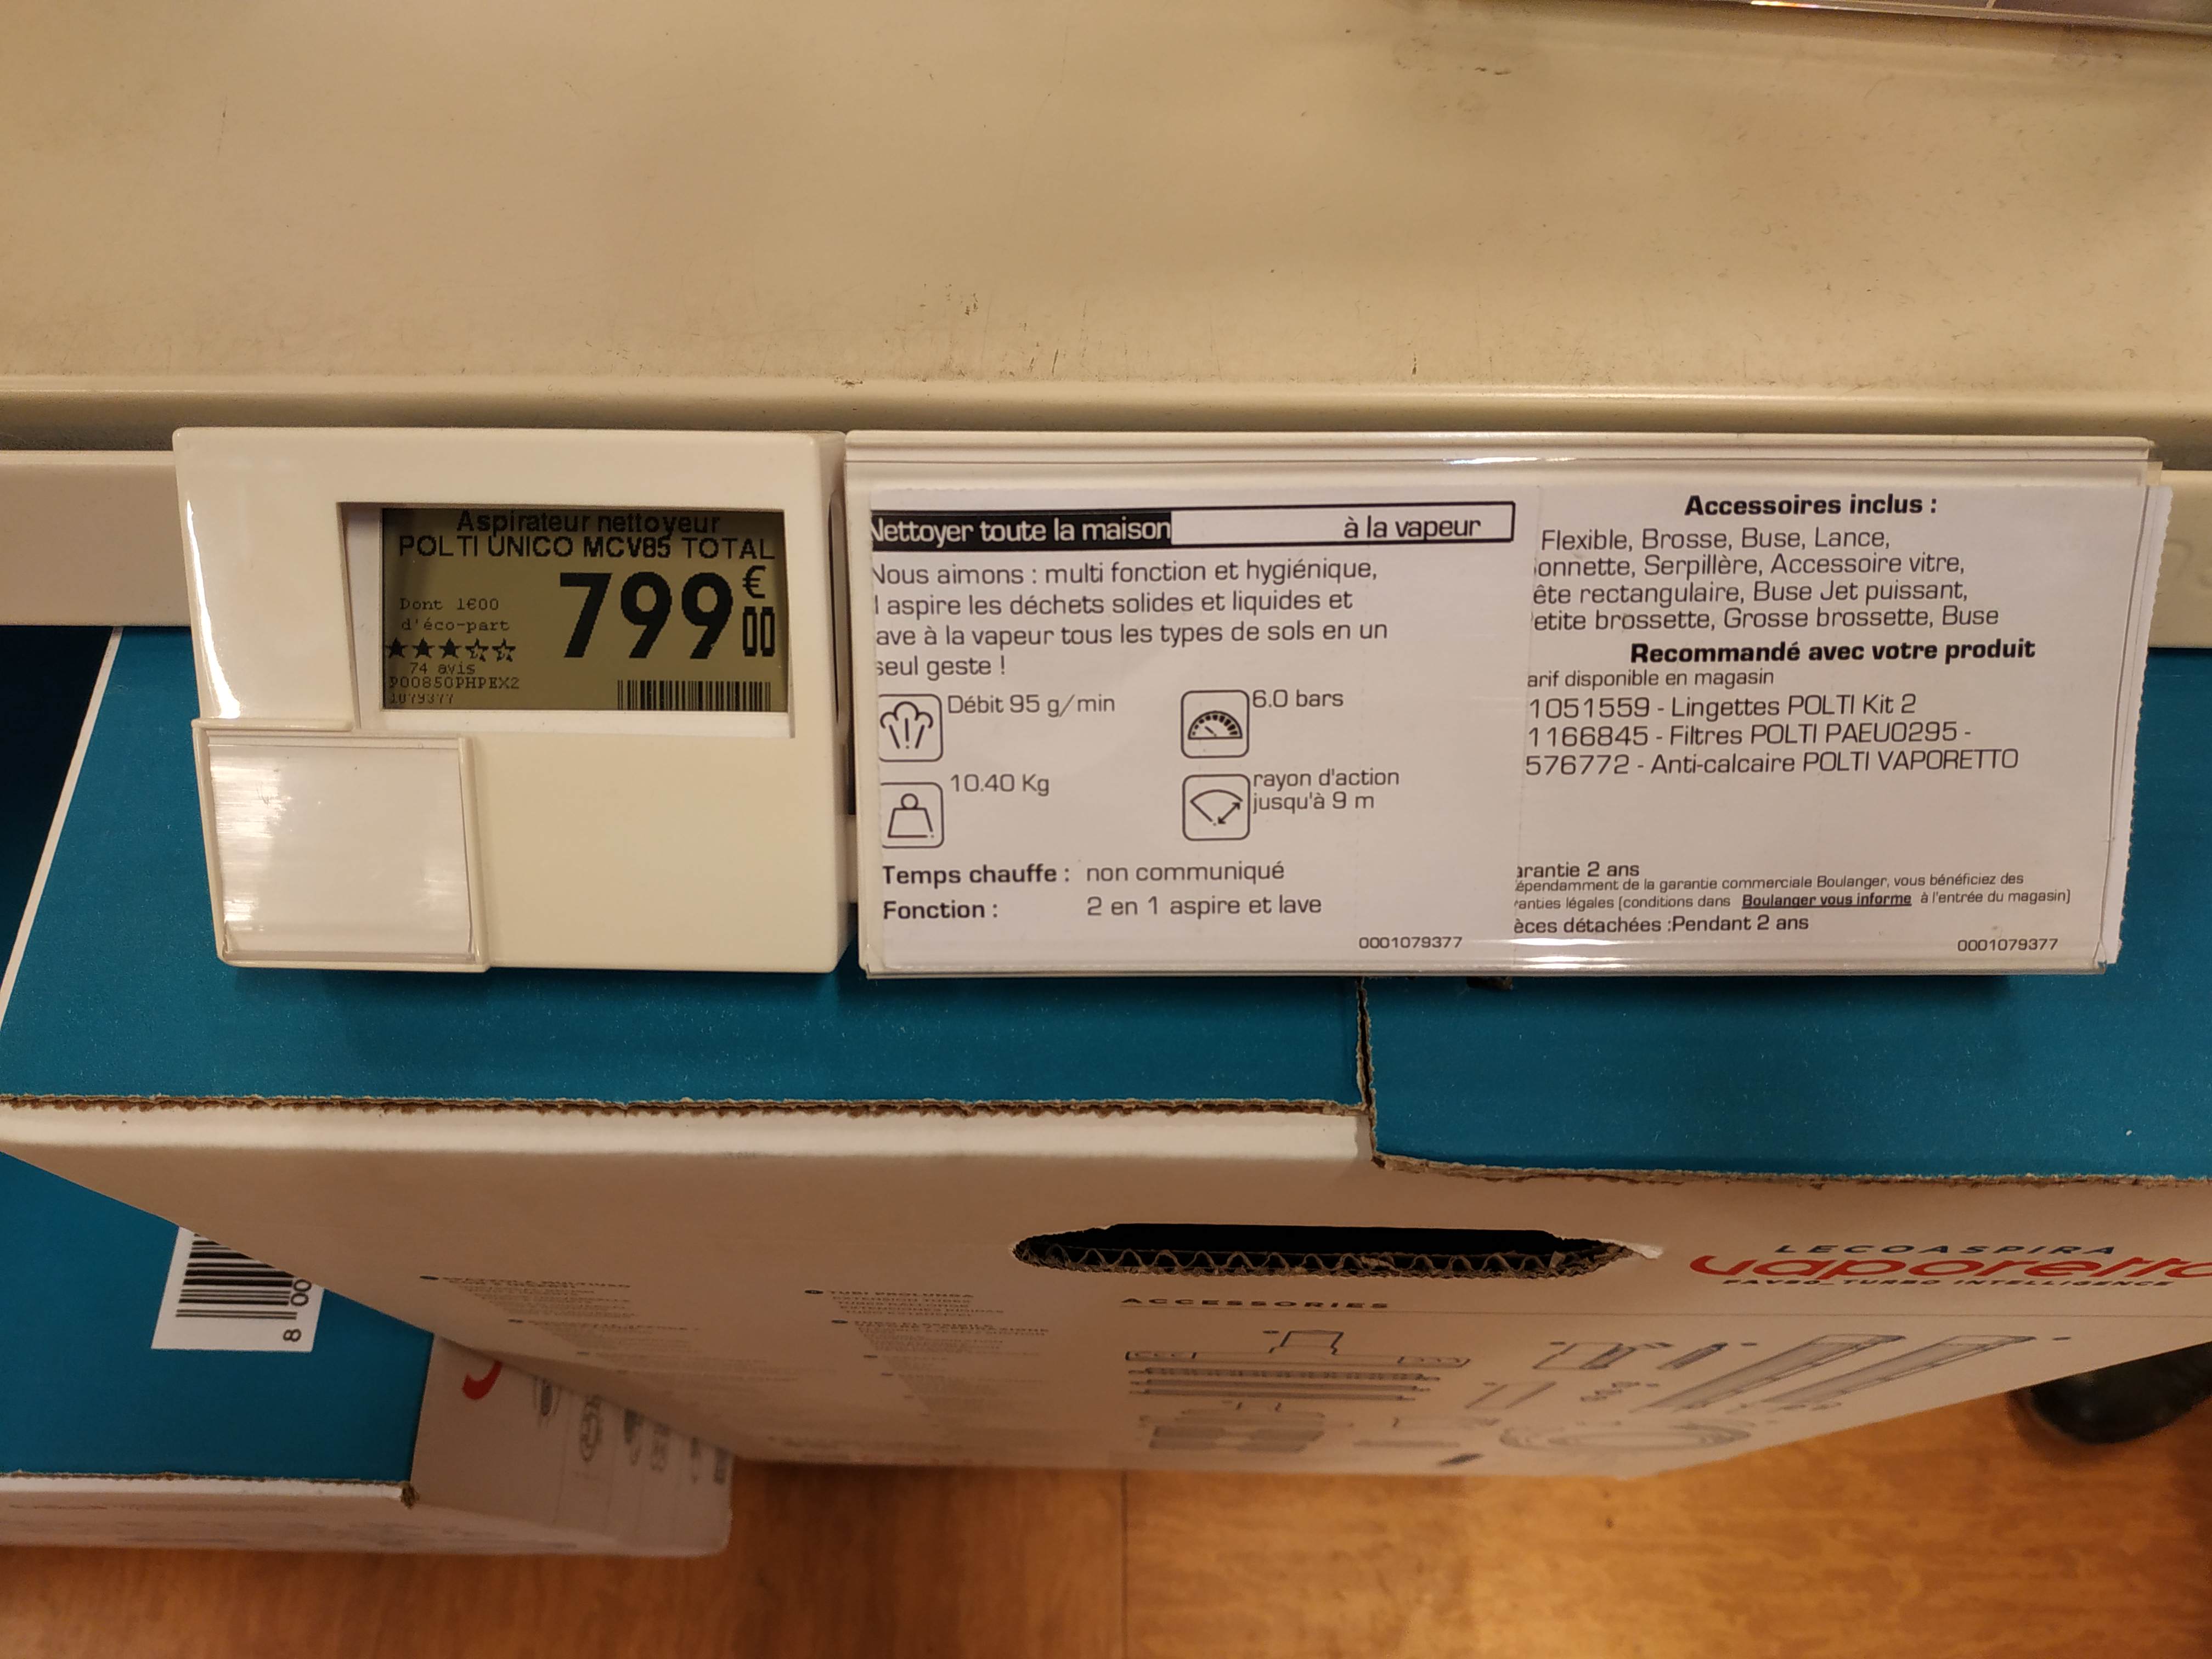 Aspirateur nettoyeur
POLTI UNICO MCV85 TOTAL
799 € 00
Dont 1€00
d'éco-part
74 avis
P00850PHPEX2
1079377
Nettoyer toute la maison à la vapeur
Nous aimons : multi fonction et hygiénique,
l aspire les déchets solides et liquides et
ave à la vapeur tous les types de sols en un
seul geste !
Débit 95 g/min
6.0 bars
10.40 Kg
rayon d'action
jusqu'à 9 m
Temps chauffe : non communiqué
Fonction : 2 en 1 aspire et lave
0001079377
Accessoires inclus :
Flexible, Brosse, Buse, Lance,
onnette, Serpillère, Accessoire vitre,
ête rectangulaire, Buse Jet puissant,
etite brossette, Grosse brossette, Buse
Recommandé avec votre produit
arif disponible en magasin
1051559 - Lingettes POLTI Kit 2
1166845 - Filtres POLTI PAEU0295 -
576772 - Anti-calcaire POLTI VAPORETTO
arantie 2 ans
épendamment de la garantie commerciale Boulanger, vous bénéficiez des
ranties légales (conditions dans Boulanger vous informe à l'entrée du magasin)
èces détachées :Pendant 2 ans
0001079377
LECOASPIRA
vaporetto
FAV80_TURBO INTELLIGENCE
ACCESSORIES
8 00